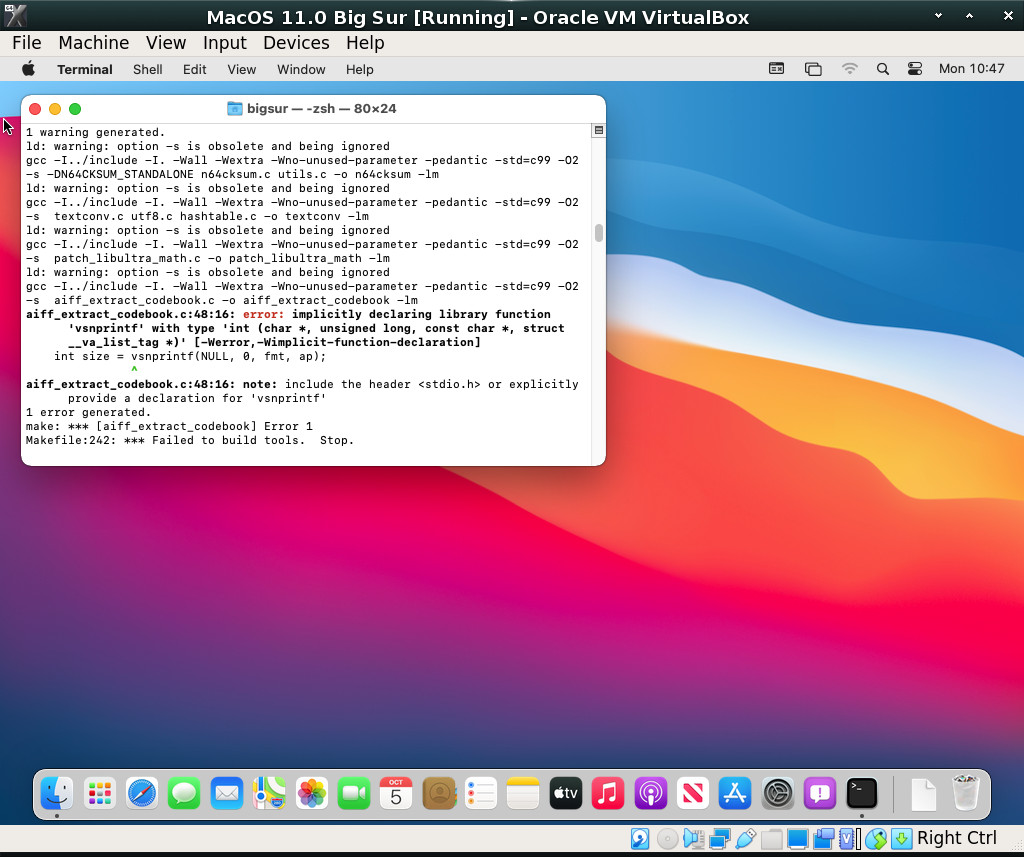 MacOS 11.0 Big Sur [Running] - Oracle VM VirtualBox
File Machine View Input Devices Help
Terminal Shell Edit View Window Help Mon 10:47
bigsur — -zsh — 80×24
1 warning generated.
ld: warning: option -s is obsolete and being ignored
gcc -I../include -I. -Wall -Wextra -Wno-unused-parameter -pedantic -std=c99 -O2
-s -DN64CKSUM_STANDALONE n64cksum.c utils.c -o n64cksum -lm
ld: warning: option -s is obsolete and being ignored
gcc -I../include -I. -Wall -Wextra -Wno-unused-parameter -pedantic -std=c99 -O2
-s  textconv.c utf8.c hashtable.c -o textconv -lm
ld: warning: option -s is obsolete and being ignored
gcc -I../include -I. -Wall -Wextra -Wno-unused-parameter -pedantic -std=c99 -O2
-s  patch_libultra_math.c -o patch_libultra_math -lm
ld: warning: option -s is obsolete and being ignored
gcc -I../include -I. -Wall -Wextra -Wno-unused-parameter -pedantic -std=c99 -O2
-s  aiff_extract_codebook.c -o aiff_extract_codebook -lm
aiff_extract_codebook.c:48:16: error: implicitly declaring library function
'vsnprintf' with type 'int (char *, unsigned long, const char *, struct
__va_list_tag *)' [-Werror,-Wimplicit-function-declaration]
int size = vsnprintf(NULL, 0, fmt, ap);
^
aiff_extract_codebook.c:48:16: note: include the header <stdio.h> or explicitly
provide a declaration for 'vsnprintf'
1 error generated.
make: *** [aiff_extract_codebook] Error 1
Makefile:242: *** Failed to build tools.  Stop.
OCT
5
tv
>_
Right Ctrl